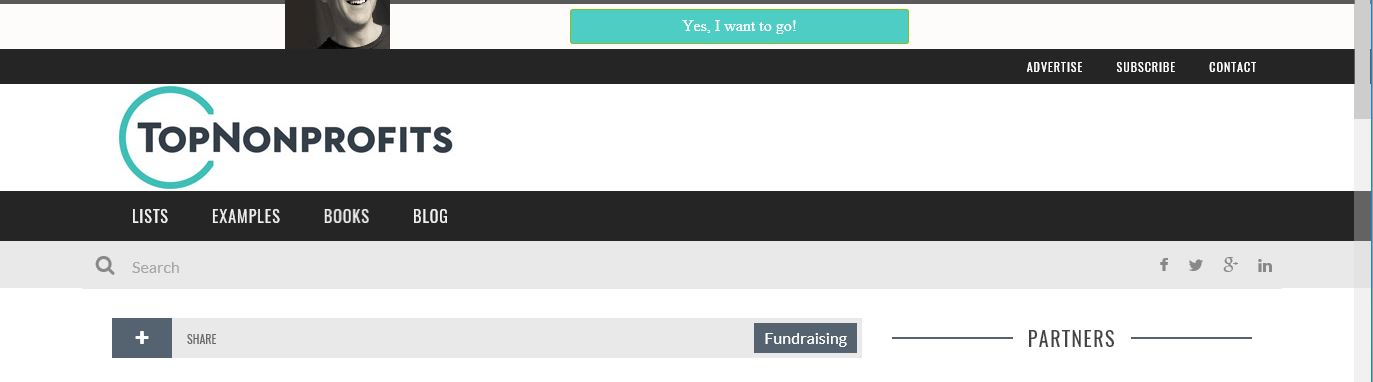 Yes, I want to go!
ADVERTISE SUBSCRIBE CONTACT
TOPNONPROFITS
LISTS EXAMPLES BOOKS BLOG
Search
SHARE Fundraising PARTNERS